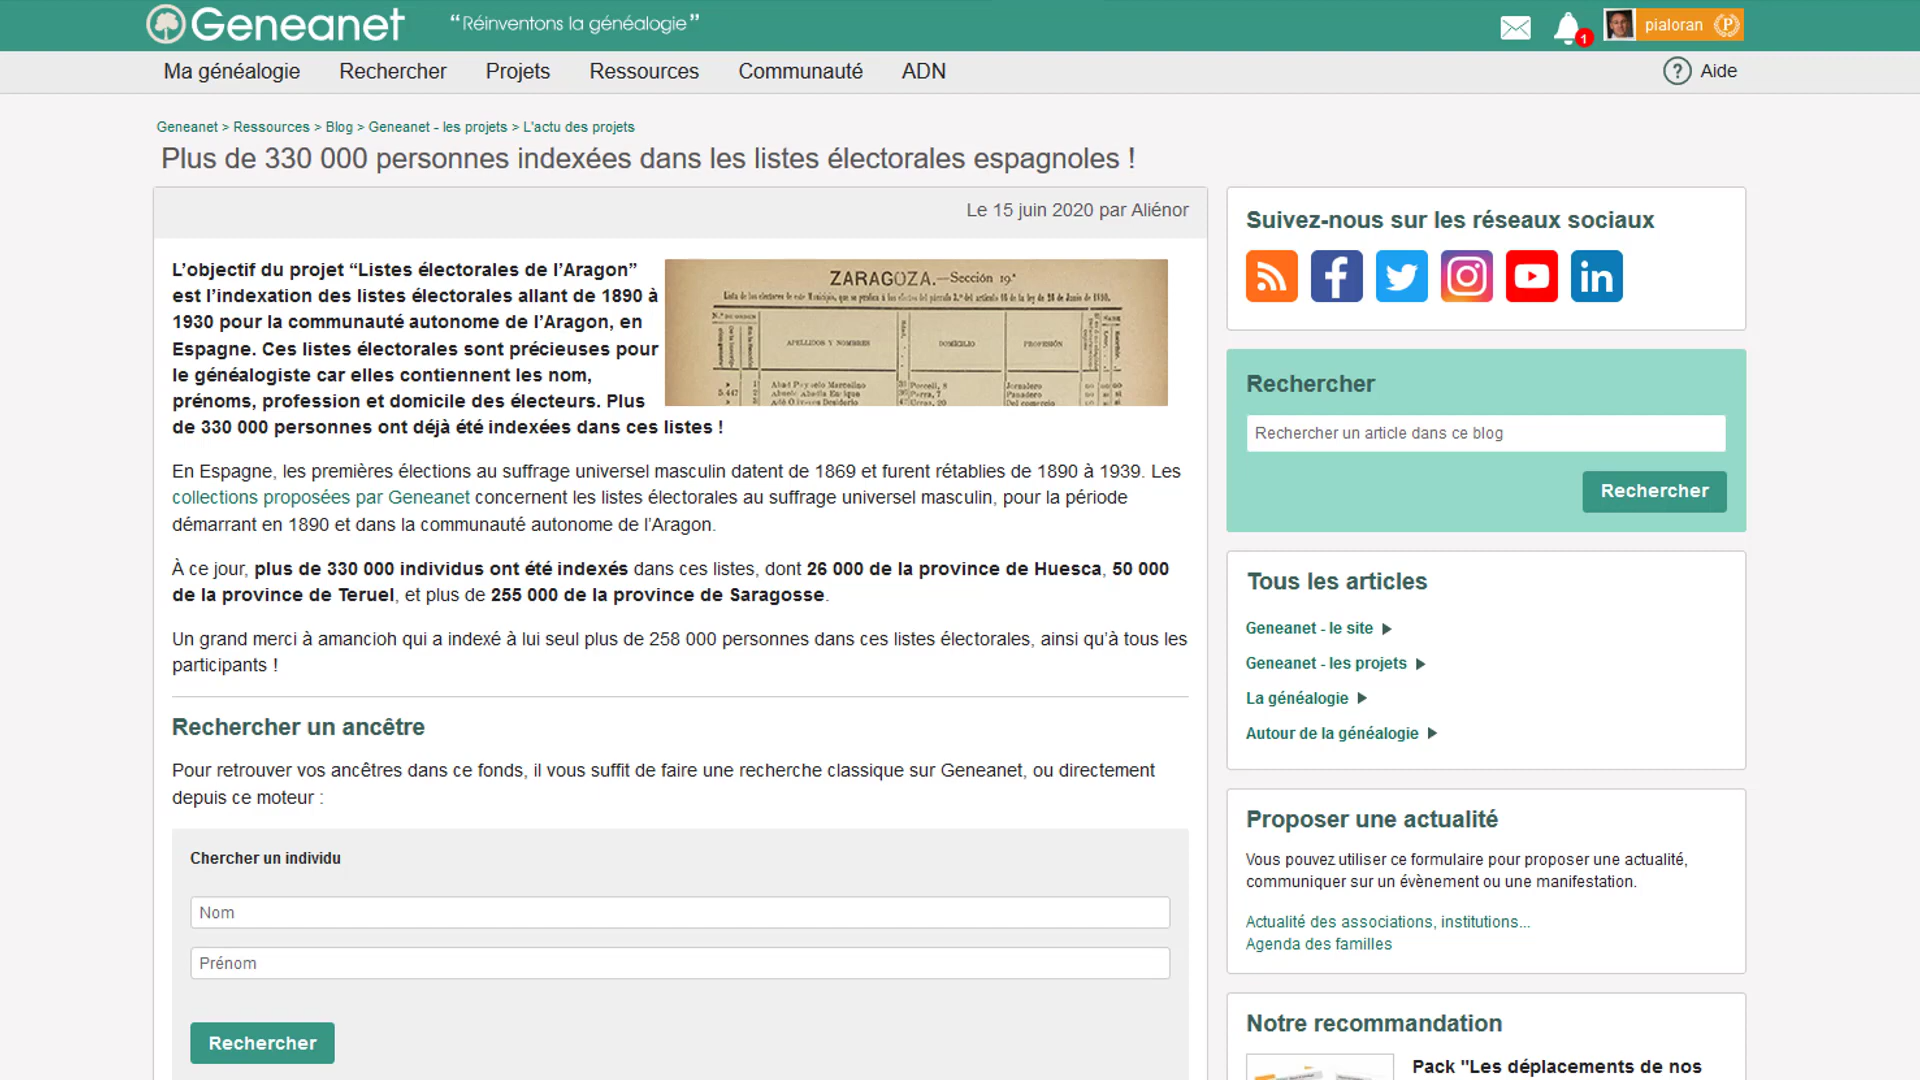 Geneanet
“Réinventons la généalogie”
1
pialoran
Ma généalogie
Rechercher
Projets
Ressources
Communauté
ADN
? Aide
Geneanet > Ressources > Blog > Geneanet - les projets > L'actu des projets
Plus de 330 000 personnes indexées dans les listes électorales espagnoles !
Le 15 juin 2020 par Aliénor
L’objectif du projet “Listes électorales de l’Aragon”
est l’indexation des listes électorales allant de 1890 à
1930 pour la communauté autonome de l’Aragon, en
Espagne. Ces listes électorales sont précieuses pour
le généalogiste car elles contiennent les nom,
prénoms, profession et domicile des électeurs. Plus
de 330 000 personnes ont déjà été indexées dans ces listes !
ZARAGOZA.—Sección 19.ª
APELLIDOS Y NOMBRES
DOMICILIO
PROFESIÓN
En Espagne, les premières élections au suffrage universel masculin datent de 1869 et furent rétablies de 1890 à 1939. Les
collections proposées par Geneanet concernent les listes électorales au suffrage universel masculin, pour la période
démarrant en 1890 et dans la communauté autonome de l’Aragon.
À ce jour, plus de 330 000 individus ont été indexés dans ces listes, dont 26 000 de la province de Huesca, 50 000
de la province de Teruel, et plus de 255 000 de la province de Saragosse.
Un grand merci à amancioh qui a indexé à lui seul plus de 258 000 personnes dans ces listes électorales, ainsi qu’à tous les
participants !
Rechercher un ancêtre
Pour retrouver vos ancêtres dans ce fonds, il vous suffit de faire une recherche classique sur Geneanet, ou directement
depuis ce moteur :
Chercher un individu
Nom
Prénom
Rechercher
Suivez-nous sur les réseaux sociaux
Rechercher
Rechercher un article dans ce blog
Rechercher
Tous les articles
Geneanet - le site
Geneanet - les projets
La généalogie
Autour de la généalogie
Proposer une actualité
Vous pouvez utiliser ce formulaire pour proposer une actualité,
communiquer sur un évènement ou une manifestation.
Actualité des associations, institutions...
Agenda des familles
Notre recommandation
Pack "Les déplacements de nos